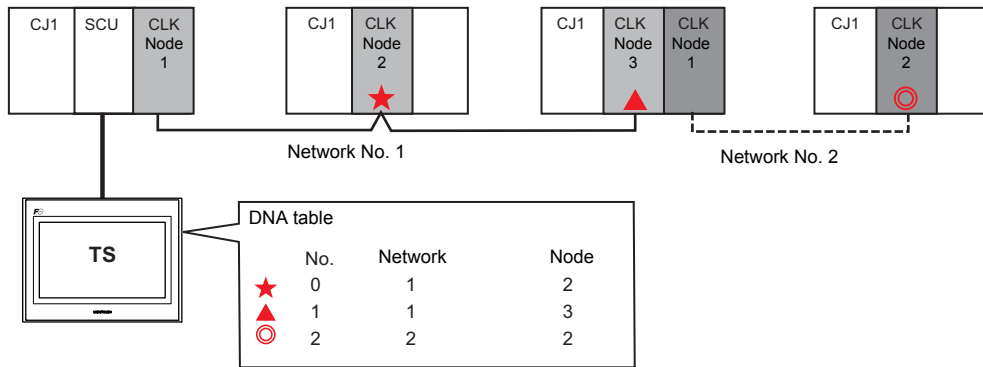 CJ1 SCU CLK Node 1
CJ1 CLK Node 2
CJ1 CLK Node 3 CLK Node 1
CJ1 CLK Node 2
Network No. 1
Network No. 2
TS
DNA table
No. Network Node
0 1 2
1 1 3
2 2 2